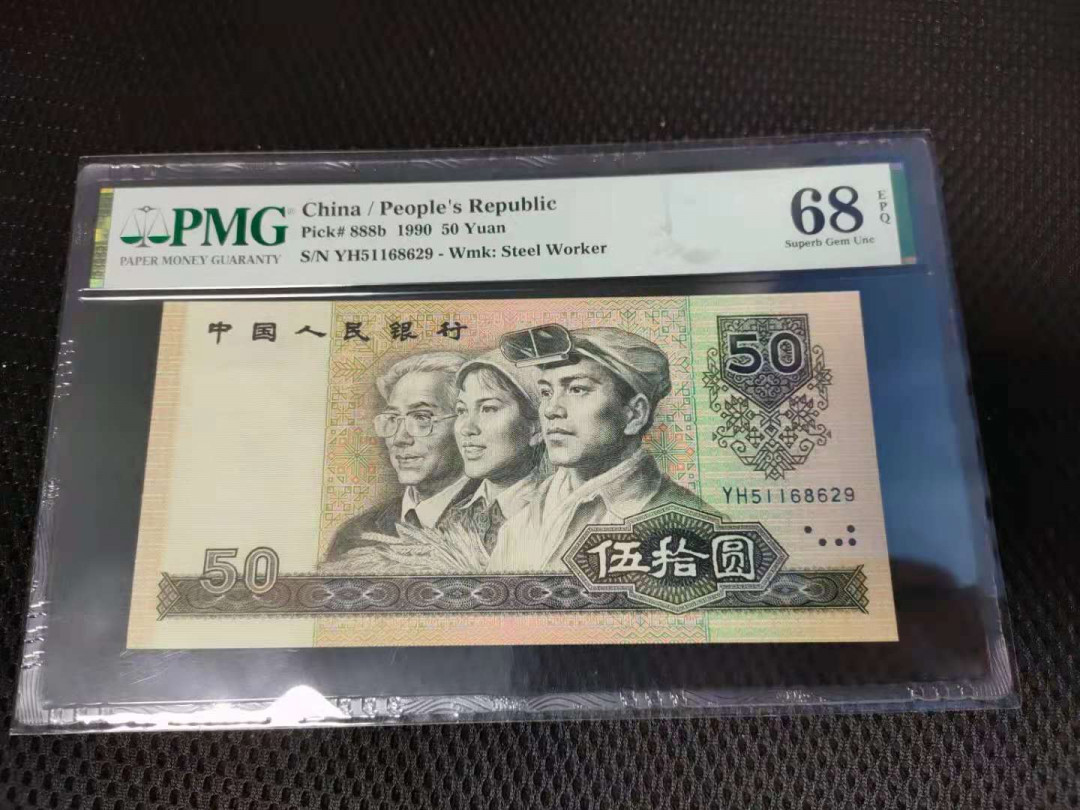 PMG
PAPER MONEY GUARANTY
China / People's Republic
Pick# 888b 1990 50 Yuan
S/N YH51168629 - Wmk: Steel Worker
68
EPQ
Superb Gem Unc
中国人民银行
50
YH51168629
伍拾圆
50